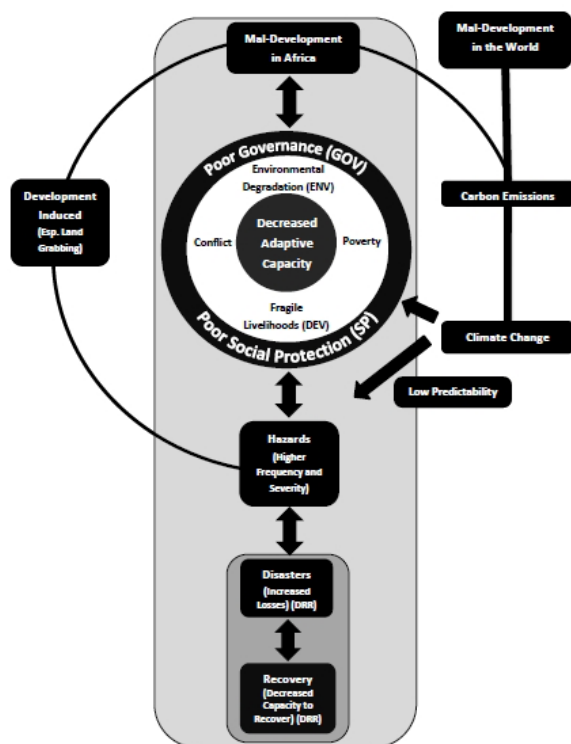 Mal-Development
in Africa
Mal-Development
in the World
Poor Governance (GOV)
Environmental
Degradation (ENV)
Development
Induced
(Esp. Land
Grabbing)
Carbon Emissions
Conflict
Decreased
Adaptive
Capacity
Poverty
Fragile
Livelihoods (DEV)
Poor Social Protection (SP)
Climate Change
Low Predictability
Hazards
(Higher
Frequency and
Severity)
Disasters
(Increased
Losses) (DRR)
Recovery
(Decreased
Capacity to
Recover) (DRR)